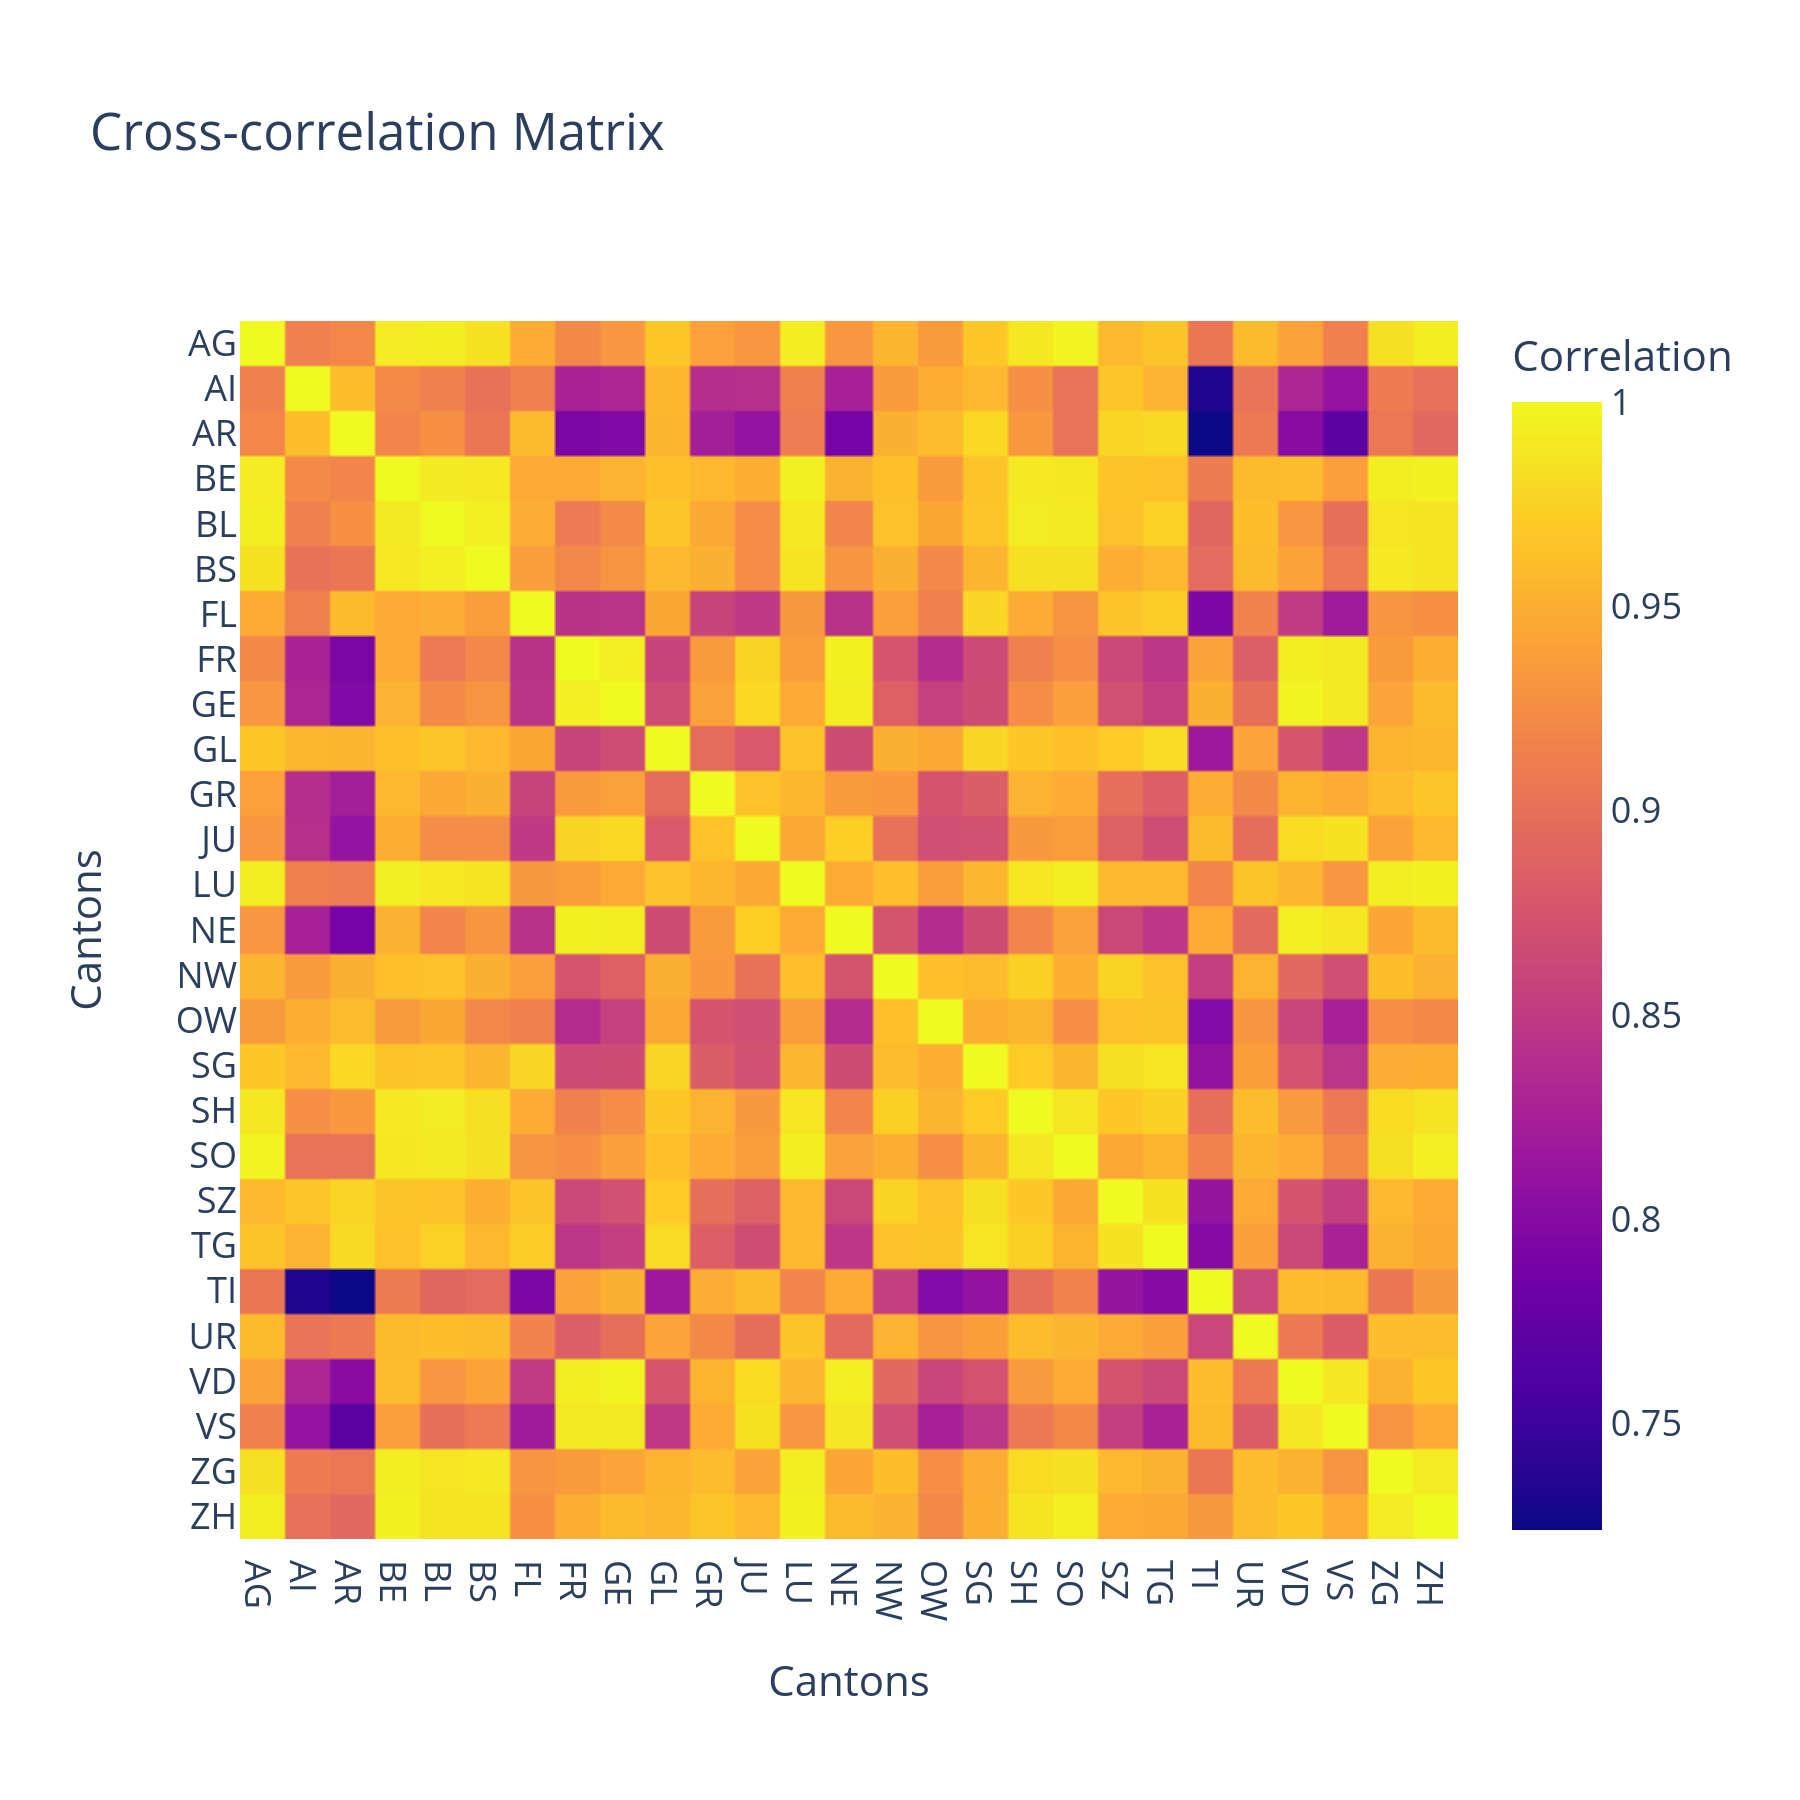 Cross-correlation Matrix
AG
AI
AR
BE
BL
BS
FL
FR
GE
GL
GR
JU
LU
NE
NW
OW
SG
SH
SO
SZ
TG
TI
UR
VD
VS
ZG
ZH
Cantons
AG AI AR BE BL BS FL FR GE GL GR JU LU NE NW OW SG SH SO SZ TG TI UR VD VS ZG ZH
Cantons
Correlation
1
0.95
0.9
0.85
0.8
0.75